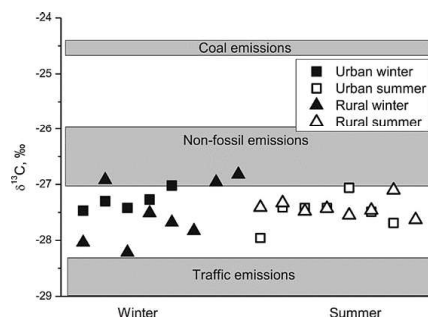 -23
-24
-25
-26
-27
-28
-29
δ¹³C, ‰
Coal emissions
Urban winter
Urban summer
Rural winter
Rural summer
Non-fossil emissions
Traffic emissions
Winter
Summer